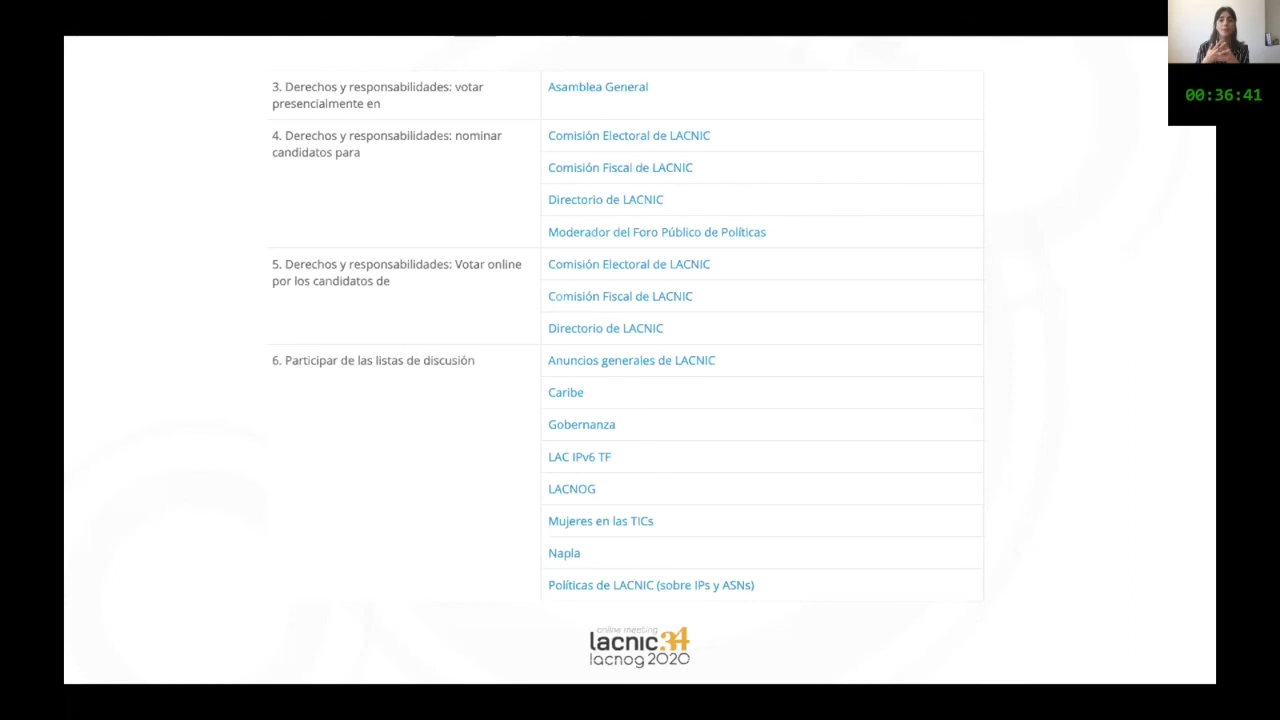 00:36:41
3. Derechos y responsabilidades: votar
presencialmente en
Asamblea General
4. Derechos y responsabilidades: nominar
candidatos para
Comisión Electoral de LACNIC
Comisión Fiscal de LACNIC
Directorio de LACNIC
Moderador del Foro Público de Políticas
5. Derechos y responsabilidades: Votar online
por los candidatos de
Comisión Electoral de LACNIC
Comisión Fiscal de LACNIC
Directorio de LACNIC
6. Participar de las listas de discusión
Anuncios generales de LACNIC
Caribe
Gobernanza
LAC IPv6 TF
LACNOG
Mujeres en las TICs
Napla
Políticas de LACNIC (sobre IPs y ASNs)
online meeting
lacnic34
lacnog 2020